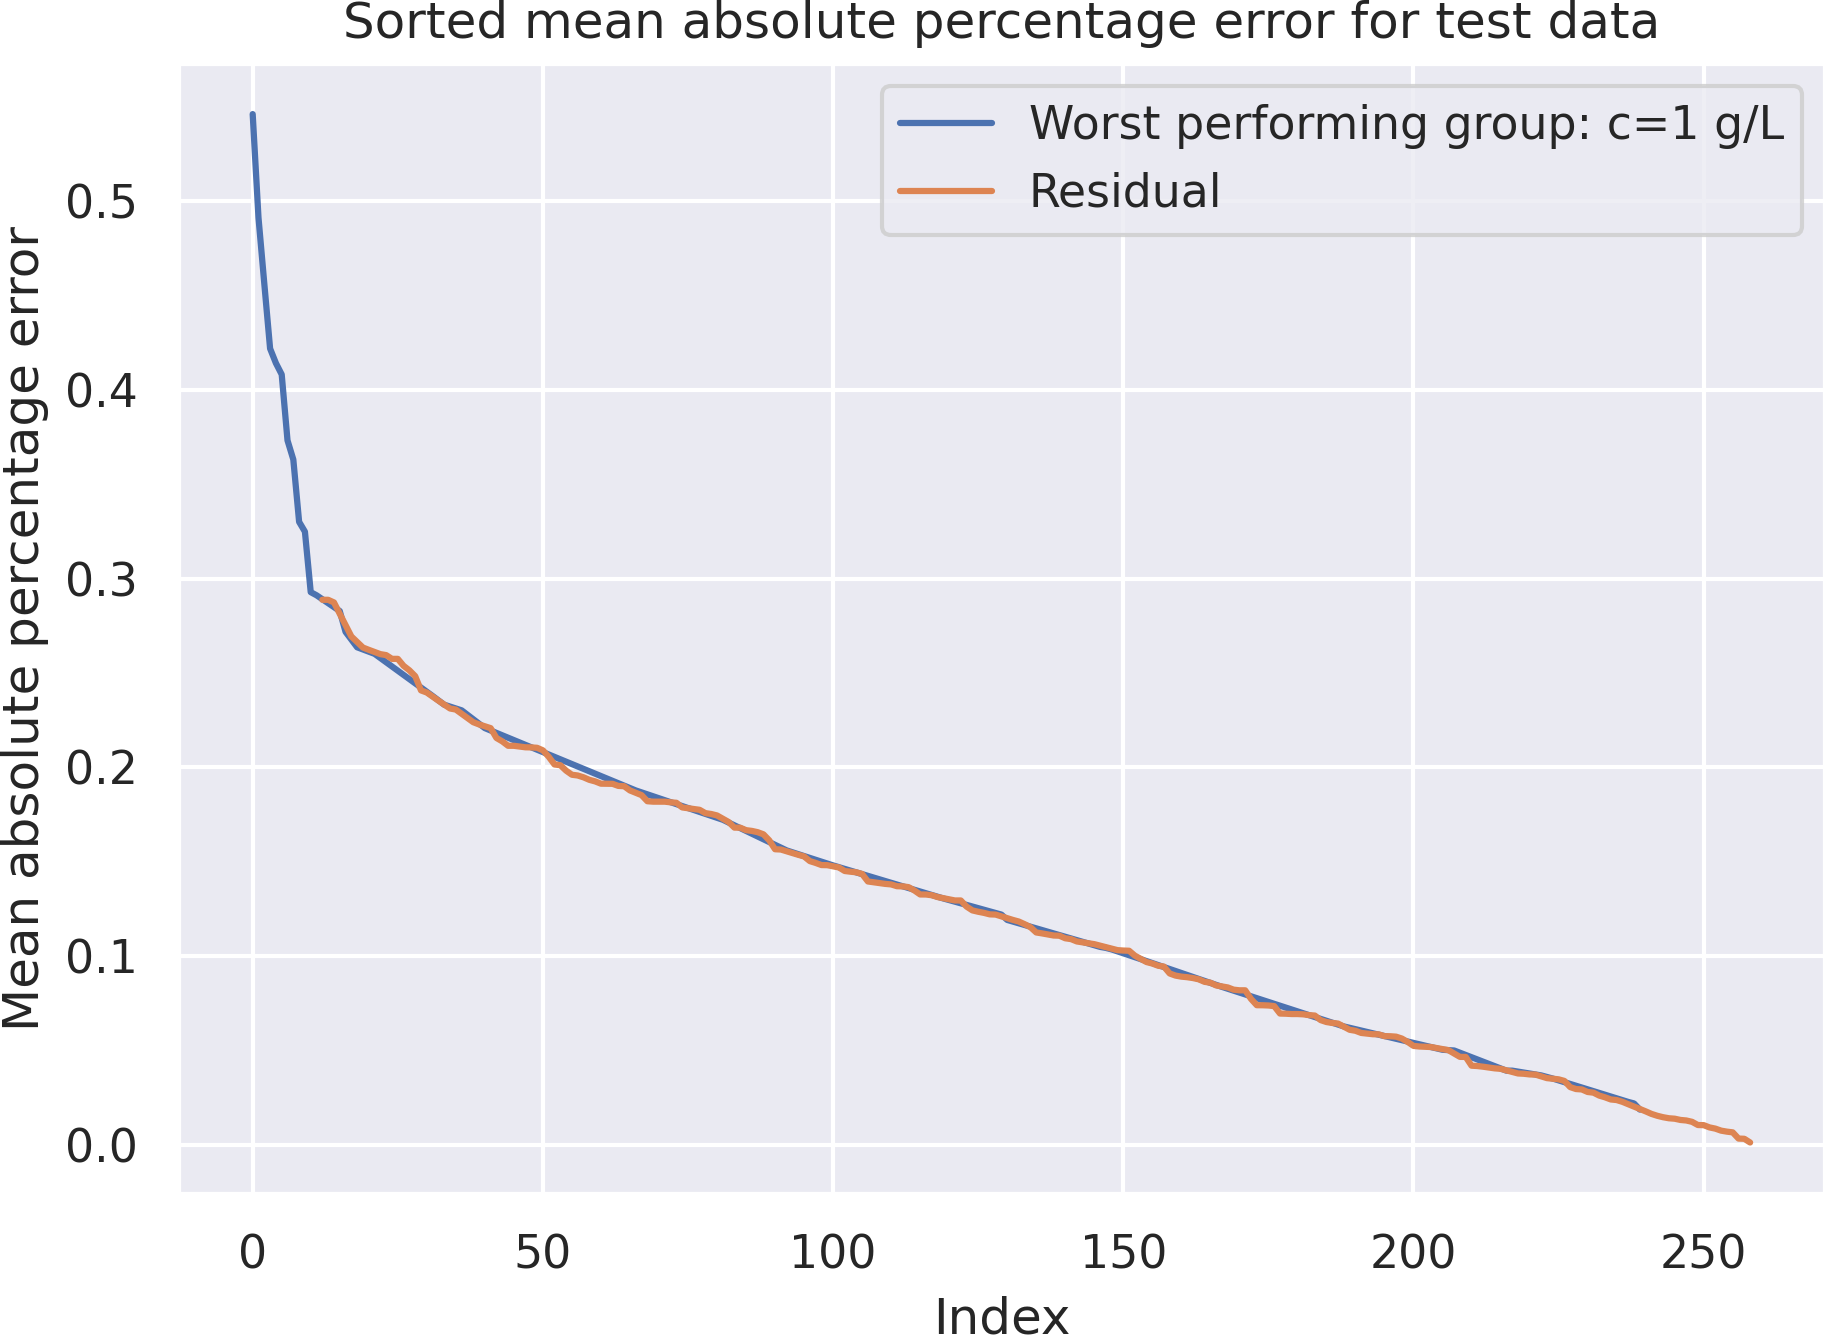 Sorted mean absolute percentage error for test data
Worst performing group: c=1 g/L
Residual
Mean absolute percentage error
0.5
0.4
0.3
0.2
0.1
0.0
0 50 100 150 200 250
Index